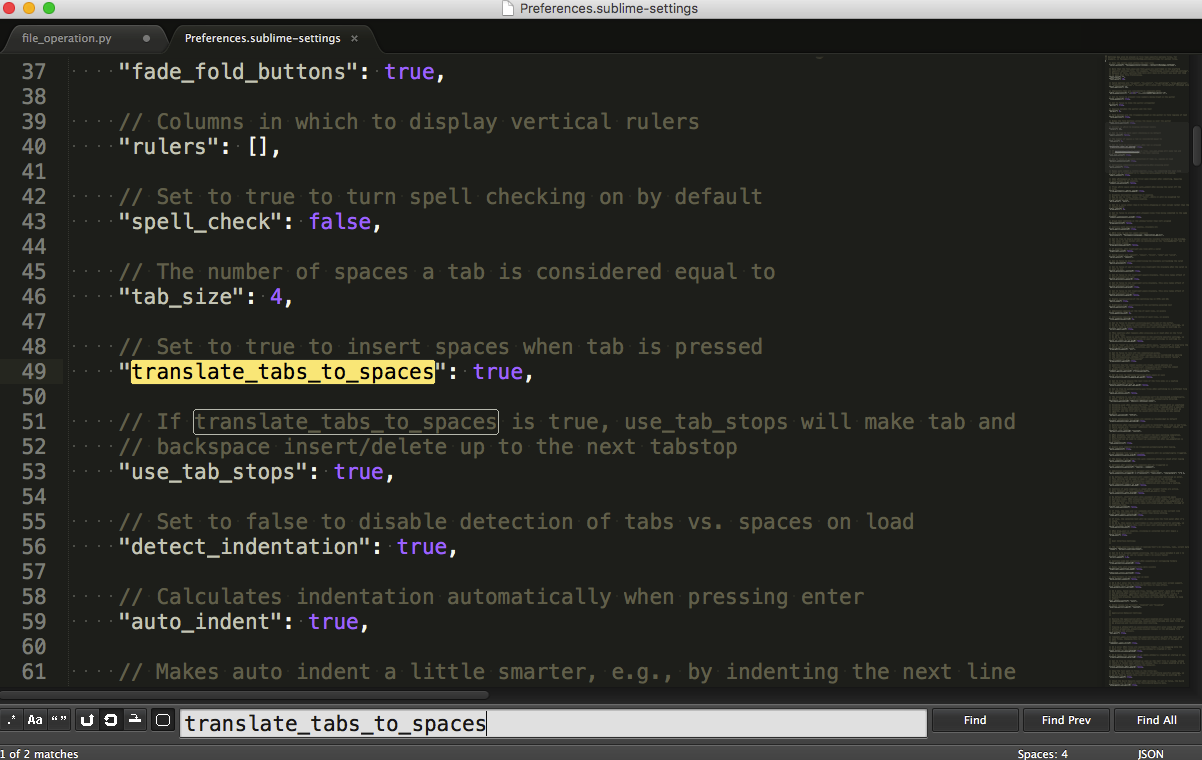 Preferences.sublime-settings
file_operation.py Preferences.sublime-settings ×
37 "fade_fold_buttons": true,
38
39 // Columns in which to display vertical rulers
40 "rulers": [],
41
42 // Set to true to turn spell checking on by default
43 "spell_check": false,
44
45 // The number of spaces a tab is considered equal to
46 "tab_size": 4,
47
48 // Set to true to insert spaces when tab is pressed
49 "translate_tabs_to_spaces": true,
50
51 // If translate_tabs_to_spaces is true, use_tab_stops will make tab and
52 // backspace insert/delete up to the next tabstop
53 "use_tab_stops": true,
54
55 // Set to false to disable detection of tabs vs. spaces on load
56 "detect_indentation": true,
57
58 // Calculates indentation automatically when pressing enter
59 "auto_indent": true,
60
61 // Makes auto indent a little smarter, e.g., by indenting the next line
.* Aa “” translate_tabs_to_spaces Find Find Prev Find All
1 of 2 matches Spaces: 4 JSON